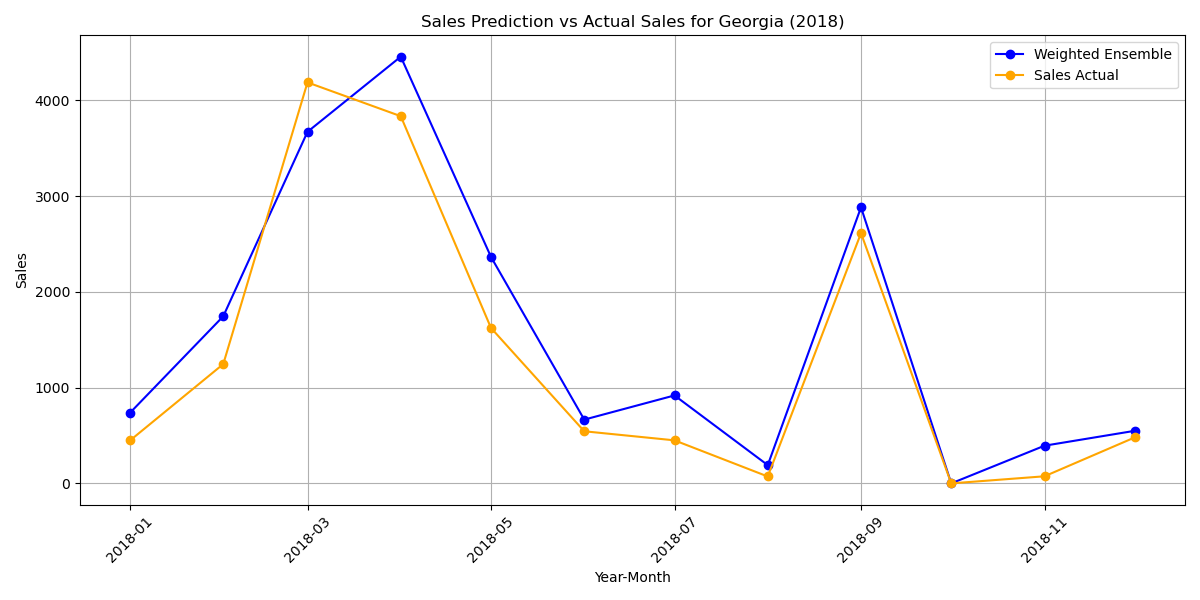 Sales Prediction vs Actual Sales for Georgia (2018)
Weighted Ensemble
Sales Actual
4000
3000
2000
1000
0
Sales
2018-01
2018-03
2018-05
2018-07
2018-09
2018-11
Year-Month